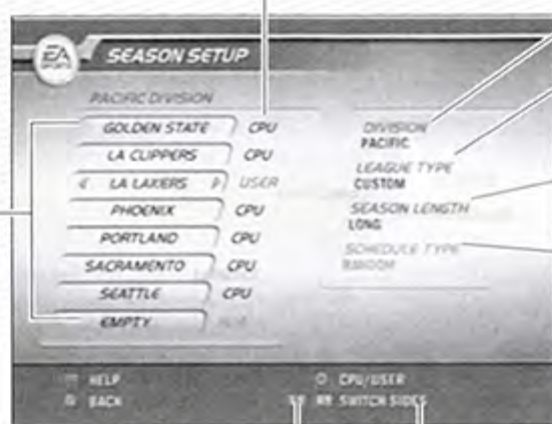 EA
SPORTS
SEASON SETUP
PACIFIC DIVISION
GOLDEN STATE CPU
LA CLIPPERS CPU
LA LAKERS USER
PHOENIX CPU
PORTLAND CPU
SACRAMENTO CPU
SEATTLE CPU
EMPTY
DIVISION
PACIFIC
LEAGUE TYPE
CUSTOM
SEASON LENGTH
LONG
SCHEDULE TYPE
RANDOM
HELP
BACK
CPU/USER
SWITCH SIDES